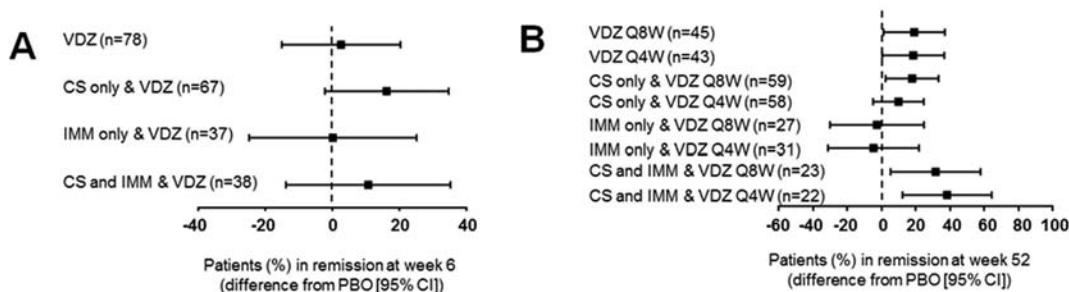 A
VDZ (n=78)
CS only & VDZ (n=67)
IMM only & VDZ (n=37)
CS and IMM & VDZ (n=38)
-40 -20 0 20 40
Patients (%) in remission at week 6
(difference from PBO [95% CI])
B
VDZ Q8W (n=45)
VDZ Q4W (n=43)
CS only & VDZ Q8W (n=59)
CS only & VDZ Q4W (n=58)
IMM only & VDZ Q8W (n=27)
IMM only & VDZ Q4W (n=31)
CS and IMM & VDZ Q8W (n=23)
CS and IMM & VDZ Q4W (n=22)
-60 -40 -20 0 20 40 60 80 100
Patients (%) in remission at week 52
(difference from PBO [95% CI])